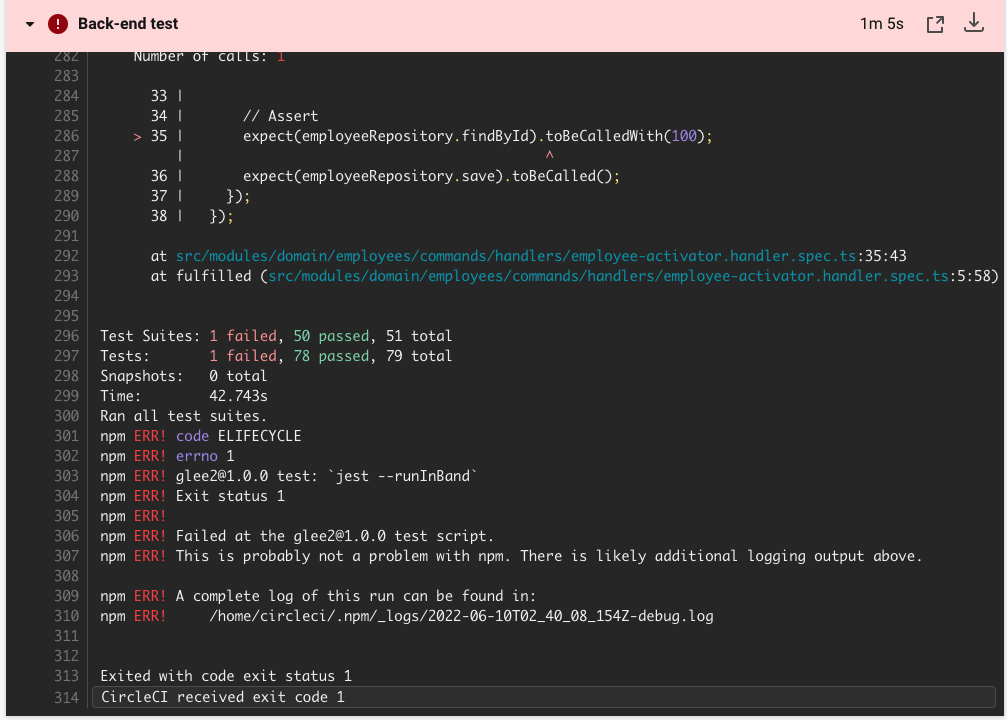 Back-end test
1m 5s
282 Number of calls: 1
283
284 33 |
285 34 | // Assert
286 > 35 | expect(employeeRepository.findById).toBeCalledWith(100);
287 | ^
288 36 | expect(employeeRepository.save).toBeCalled();
289 37 | });
290 38 | });
291
292 at src/modules/domain/employees/commands/handlers/employee-activator.handler.spec.ts:35:43
293 at fulfilled (src/modules/domain/employees/commands/handlers/employee-activator.handler.spec.ts:5:58)
294
295
296 Test Suites: 1 failed, 50 passed, 51 total
297 Tests: 1 failed, 78 passed, 79 total
298 Snapshots: 0 total
299 Time: 42.743s
300 Ran all test suites.
301 npm ERR! code ELIFECYCLE
302 npm ERR! errno 1
303 npm ERR! glee2@1.0.0 test: `jest --runInBand`
304 npm ERR! Exit status 1
305 npm ERR!
306 npm ERR! Failed at the glee2@1.0.0 test script.
307 npm ERR! This is probably not a problem with npm. There is likely additional logging output above.
308
309 npm ERR! A complete log of this run can be found in:
310 npm ERR! /home/circleci/.npm/_logs/2022-06-10T02_40_08_154Z-debug.log
311
312
313 Exited with code exit status 1
314 CircleCI received exit code 1